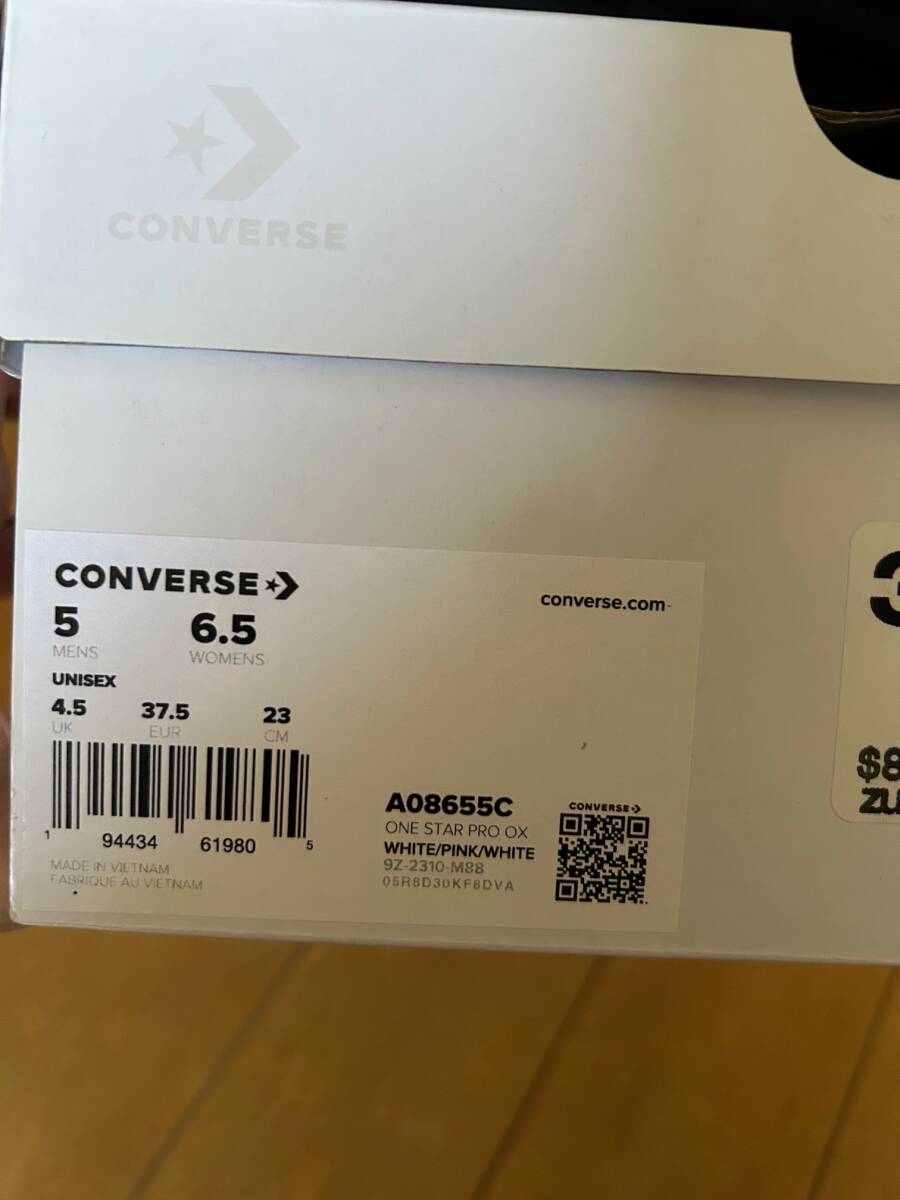 CONVERSE
CONVERSE
converse.com
5 6.5
MENS WOMENS
UNISEX
4.5 37.5 23
UK EUR CM
1 94434 61980 5
MADE IN VIETNAM
FABRIQUE AU VIETNAM
A08655C
ONE STAR PRO OX
WHITE/PINK/WHITE
9Z-2310-M88
05R8D30KF8DVA
CONVERSE
$8